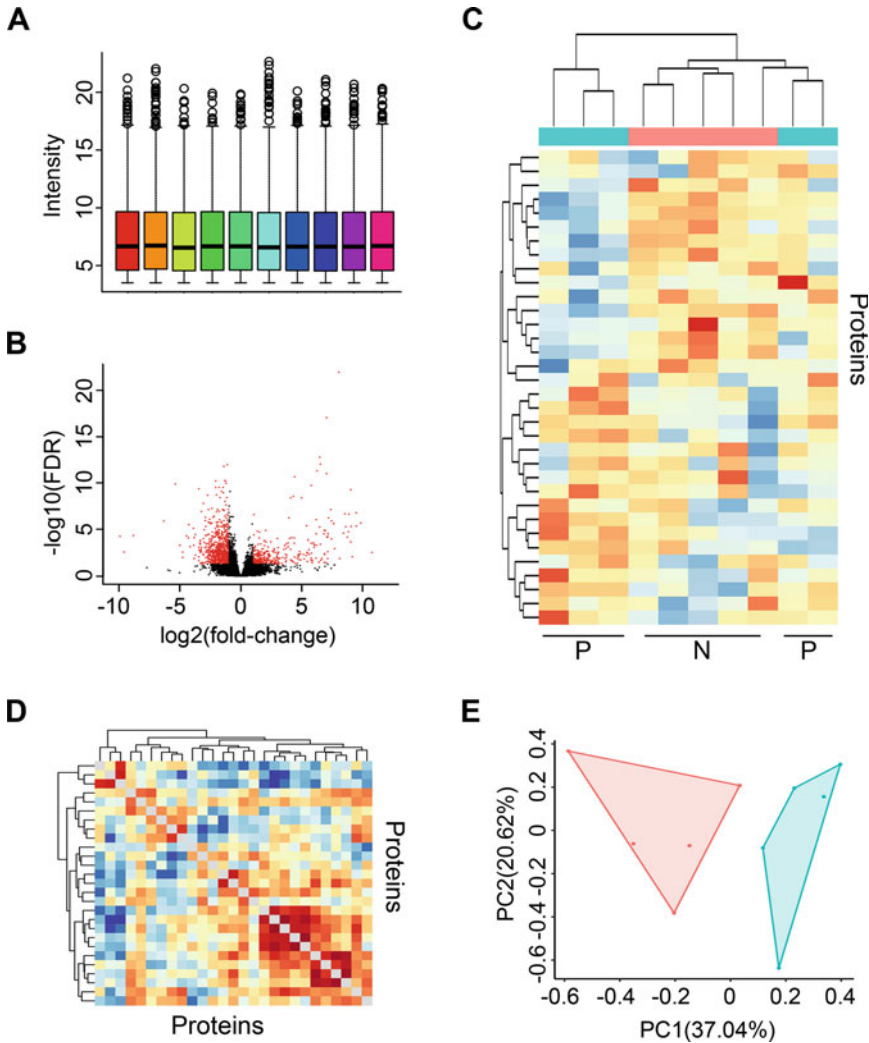 A
Intensity
20
15
10
5
B
-log10(FDR)
20
15
10
5
0
-10 -5 0 5 10
log2(fold-change)
C
Proteins
P N P
D
Proteins
Proteins
E
PC2(20.62%)
0.4
0.2
0
-0.2
-0.4
-0.6
-0.6 -0.4 -0.2 0 0.2 0.4
PC1(37.04%)